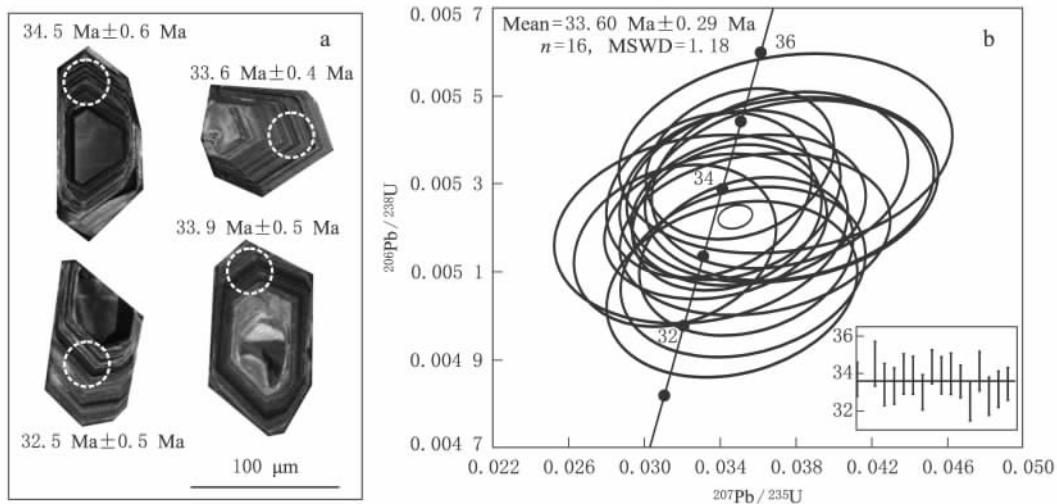 a
34.5 Ma±0.6 Ma
33.6 Ma±0.4 Ma
33.9 Ma±0.5 Ma
32.5 Ma±0.5 Ma
100 μm
b
Mean=33.60 Ma±0.29 Ma
n=16, MSWD=1.18
36
34
32
0.005 7
0.005 5
0.005 3
0.005 1
0.004 9
0.004 7
²⁰⁶Pb/²³⁸U
36
34
32
0.022
0.026
0.030
0.034
0.038
0.042
0.046
0.050
²⁰⁷Pb/²³⁵U